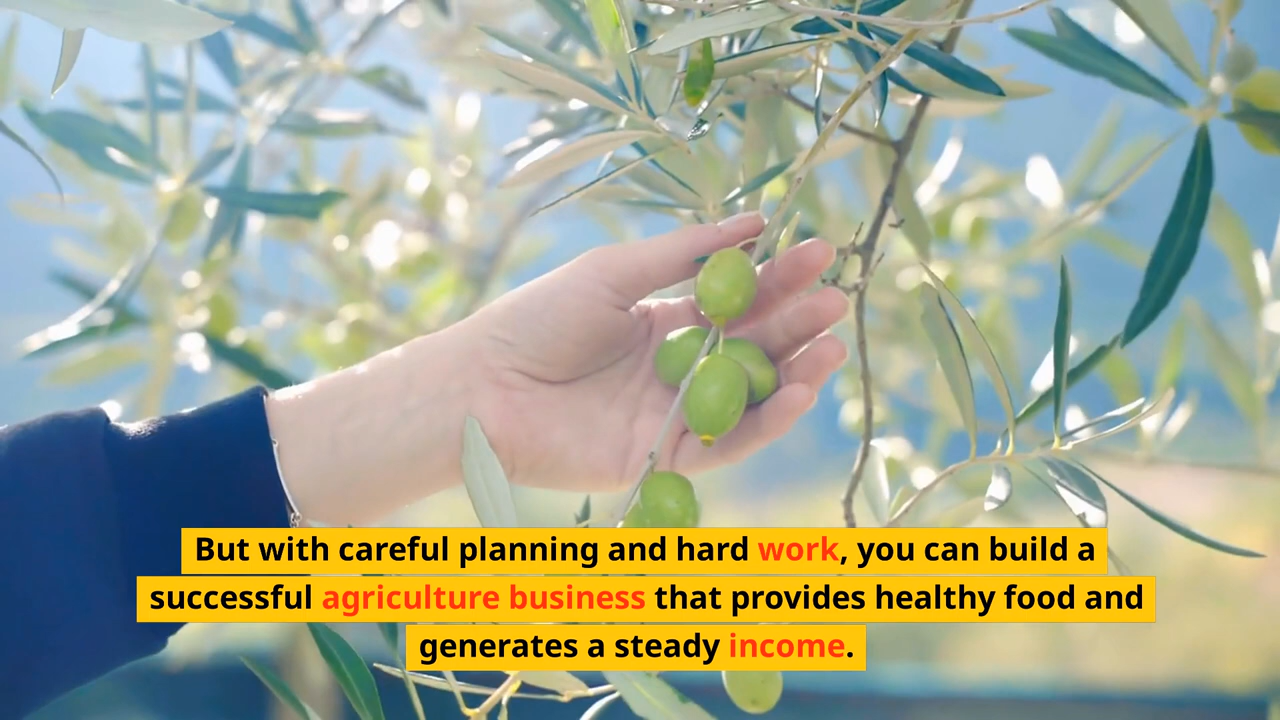 But with careful planning and hard work, you can build a
successful agriculture business that provides healthy food and
generates a steady income.